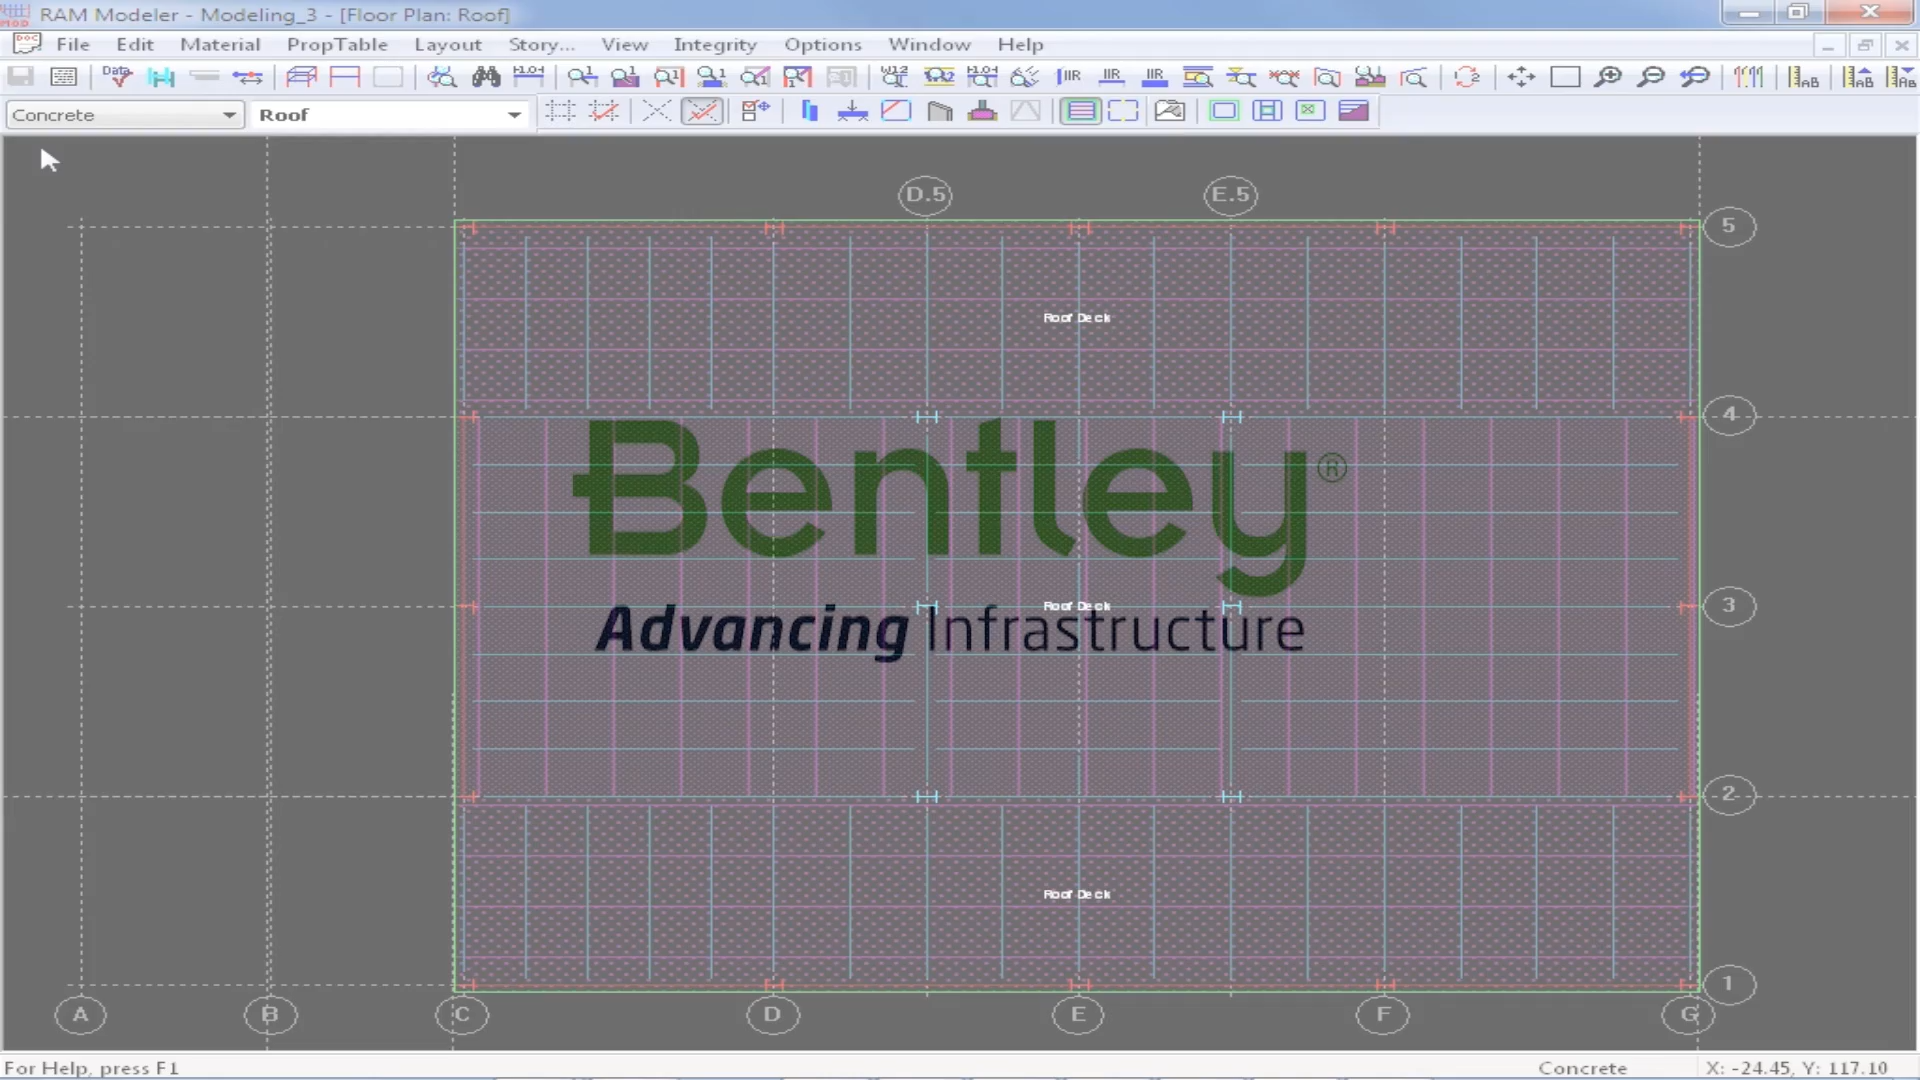 RAM Modeler - Modeling_3 - [Floor Plan: Roof]
File Edit Material PropTable Layout Story... View Integrity Options Window Help
Concrete Roof
D.5 E.5
5
Roof Deck
4
Bentley®
Roof Deck 3
Advancing Infrastructure
2
Roof Deck
1
A B C D E F G
For Help, press F1 Concrete X: -24.45, Y: 117.10